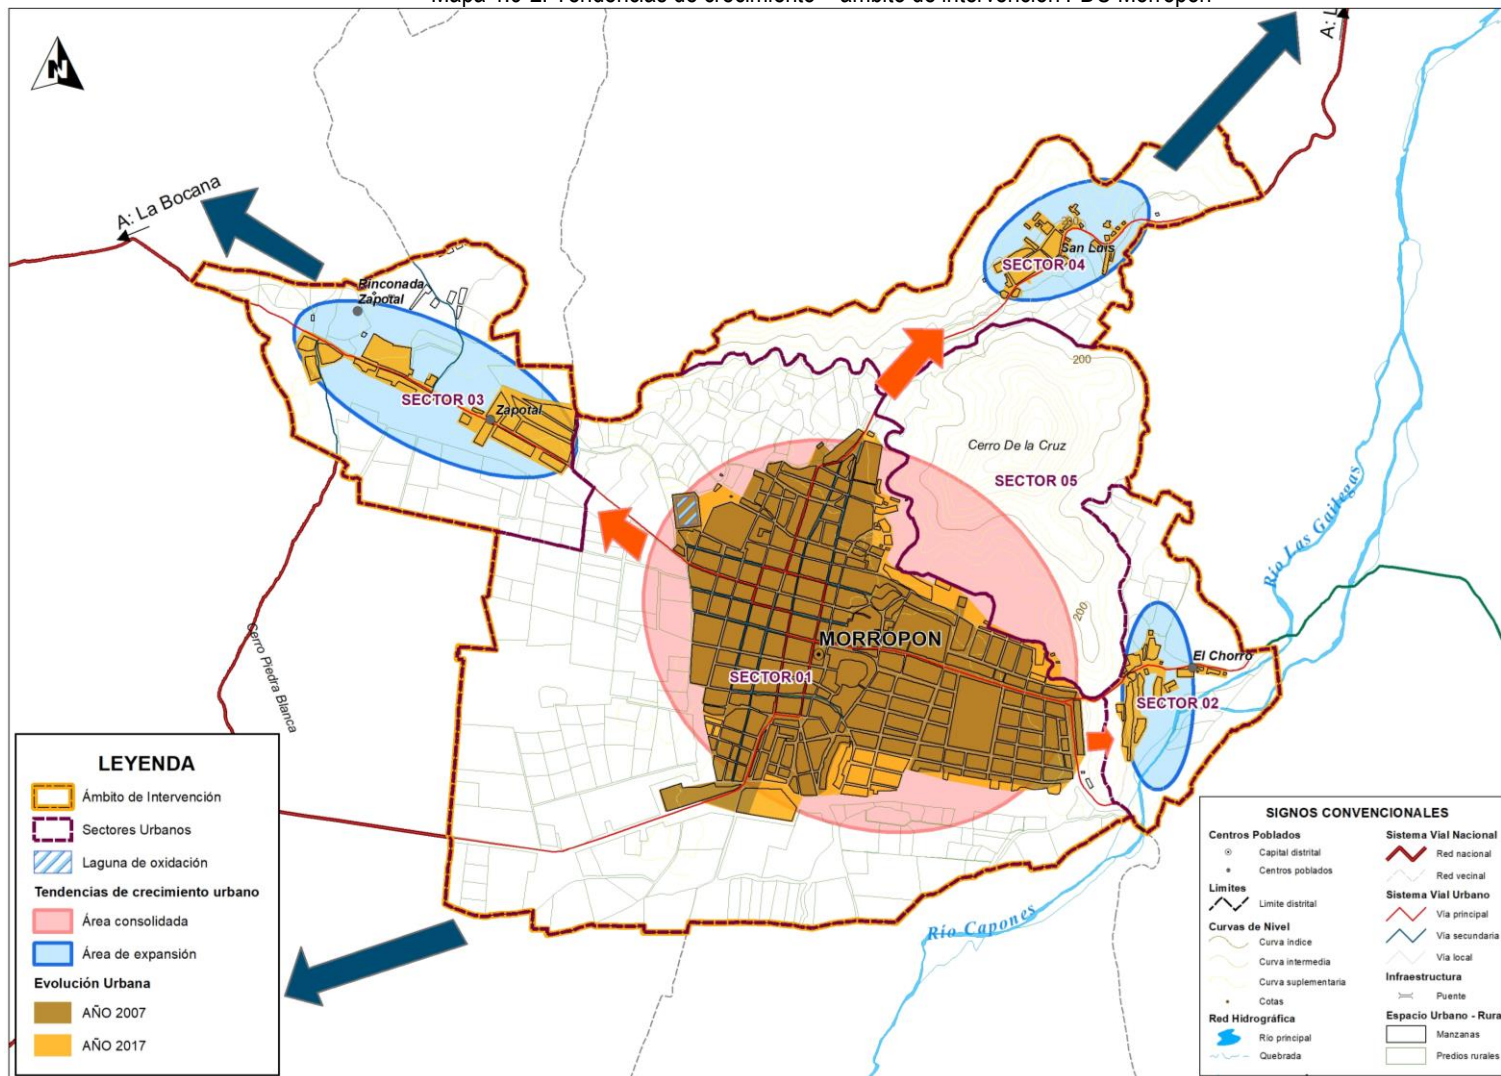 N
A: La Bocana
Rinconada
Zapotal
SECTOR 03
Zapotal
San Luis
SECTOR 04
200
Cerro De la Cruz
SECTOR 05
200
Río Las Gallegas
MORROPON
SECTOR 01
El Chorro
SECTOR 02
Cerro Piedra Blanca
Río Capones
LEYENDA
Ámbito de Intervención
Sectores Urbanos
Laguna de oxidación
Tendencias de crecimiento urbano
Área consolidada
Área de expansión
Evolución Urbana
AÑO 2007
AÑO 2017
SIGNOS CONVENCIONALES
Centros Poblados
Capital distrital
Centros poblados
Limites
Limite distrital
Curvas de Nivel
Curva índice
Curva intermedia
Curva suplementaria
Cotas
Red Hidrográfica
Río principal
Quebrada
Sistema Vial Nacional
Red nacional
Red vecinal
Sistema Vial Urbano
Vía principal
Vía secundaria
Vía local
Infraestructura
Puente
Espacio Urbano - Rura
Manzanas
Predios rurales